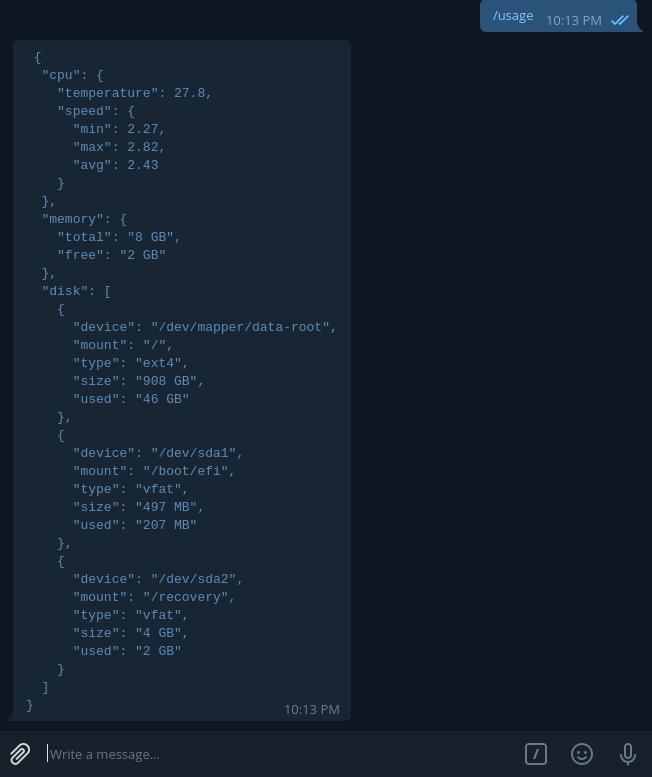 /usage 10:13 PM
{
  "cpu": {
    "temperature": 27.8,
    "speed": {
      "min": 2.27,
      "max": 2.82,
      "avg": 2.43
    }
  },
  "memory": {
    "total": "8 GB",
    "free": "2 GB"
  },
  "disk": [
    {
      "device": "/dev/mapper/data-root",
      "mount": "/",
      "type": "ext4",
      "size": "908 GB",
      "used": "46 GB"
    },
    {
      "device": "/dev/sda1",
      "mount": "/boot/efi",
      "type": "vfat",
      "size": "497 MB",
      "used": "207 MB"
    },
    {
      "device": "/dev/sda2",
      "mount": "/recovery",
      "type": "vfat",
      "size": "4 GB",
      "used": "2 GB"
    }
  ]
}
10:13 PM
Write a message...